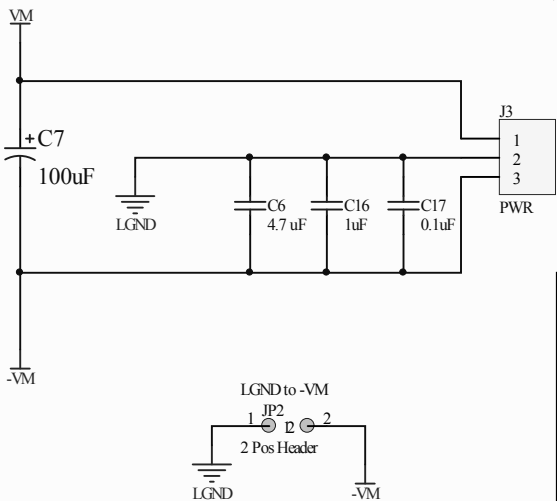 VM
J3
+C7
100uF
1
2
3
LGND
C6
4.7 uF
C16
1uF
C17
0.1uF
PWR
-VM
LGND to -VM
JP2
1
12
2
2 Pos Header
LGND
-VM